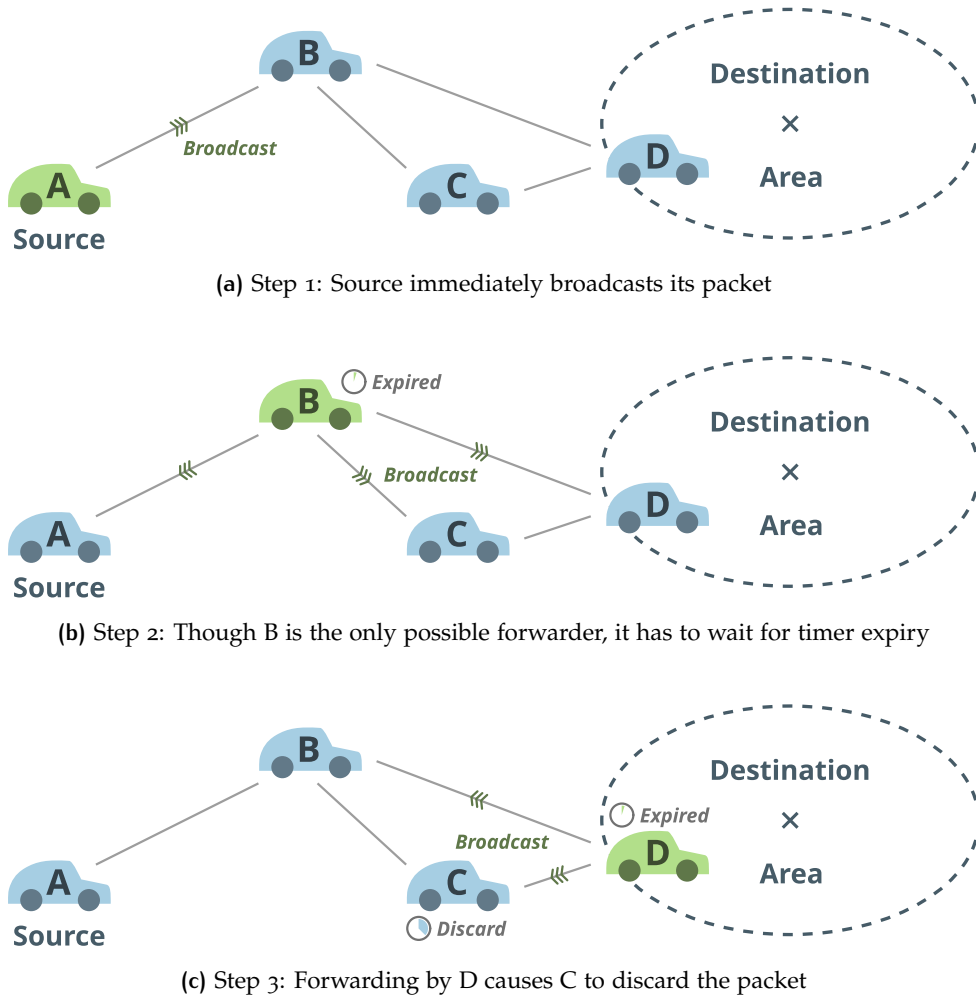 B
Destination
Broadcast
A
C
D
Area
Source
(a) Step 1: Source immediately broadcasts its packet
B
Expired
Destination
Broadcast
A
C
D
Area
Source
(b) Step 2: Though B is the only possible forwarder, it has to wait for timer expiry
B
Destination
Expired
Broadcast
A
C
D
Area
Source
Discard
(c) Step 3: Forwarding by D causes C to discard the packet